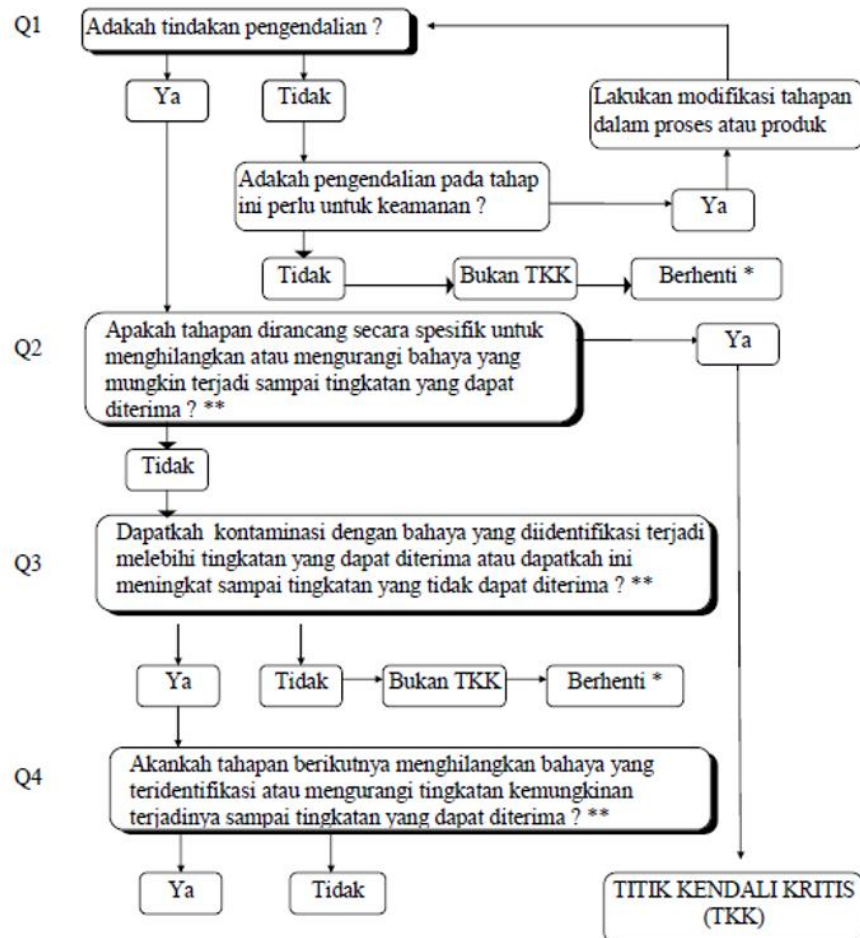 Q1
Adakah tindakan pengendalian ?
Ya
Tidak
Lakukan modifikasi tahapan
dalam proses atau produk
Adakah pengendalian pada tahap
ini perlu untuk keamanan ?
Ya
Tidak
Bukan TKK
Berhenti *
Q2
Apakah tahapan dirancang secara spesifik untuk
menghilangkan atau mengurangi bahaya yang
mungkin terjadi sampai tingkatan yang dapat
diterima ? **
Ya
Tidak
Q3
Dapatkah kontaminasi dengan bahaya yang diidentifikasi terjadi
melebihi tingkatan yang dapat diterima atau dapatkah ini
meningkat sampai tingkatan yang tidak dapat diterima ? **
Ya
Tidak
Bukan TKK
Berhenti *
Q4
Akankah tahapan berikutnya menghilangkan bahaya yang
teridentifikasi atau mengurangi tingkatan kemungkinan
terjadinya sampai tingkatan yang dapat diterima ? **
Ya
Tidak
TITIK KENDALI KRITIS
(TKK)